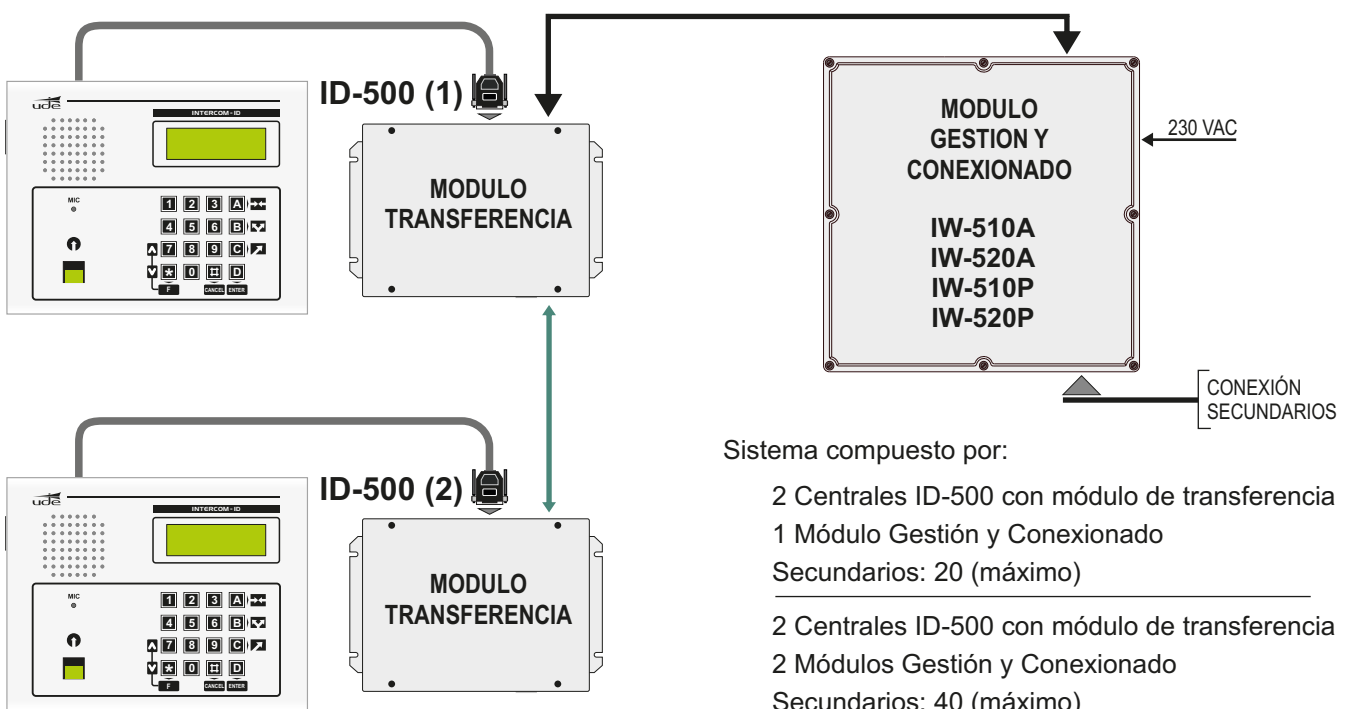 ID-500 (1)
ude
INTERCOM-ID
MIC
1 2 3 A
4 5 6 B
7 8 9 C
* 0 # D
F CANCEL ENTER
MODULO
TRANSFERENCIA
MODULO
GESTION Y
CONEXIONADO
IW-510A
IW-520A
IW-510P
IW-520P
230 VAC
CONEXIÓN
SECUNDARIOS
ID-500 (2)
ude
INTERCOM-ID
MIC
1 2 3 A
4 5 6 B
7 8 9 C
* 0 # D
F CANCEL ENTER
MODULO
TRANSFERENCIA
Sistema compuesto por:
2 Centrales ID-500 con módulo de transferencia
1 Módulo Gestión y Conexionado
Secundarios: 20 (máximo)
2 Centrales ID-500 con módulo de transferencia
2 Módulos Gestión y Conexionado
Secundarios: 40 (máximo)